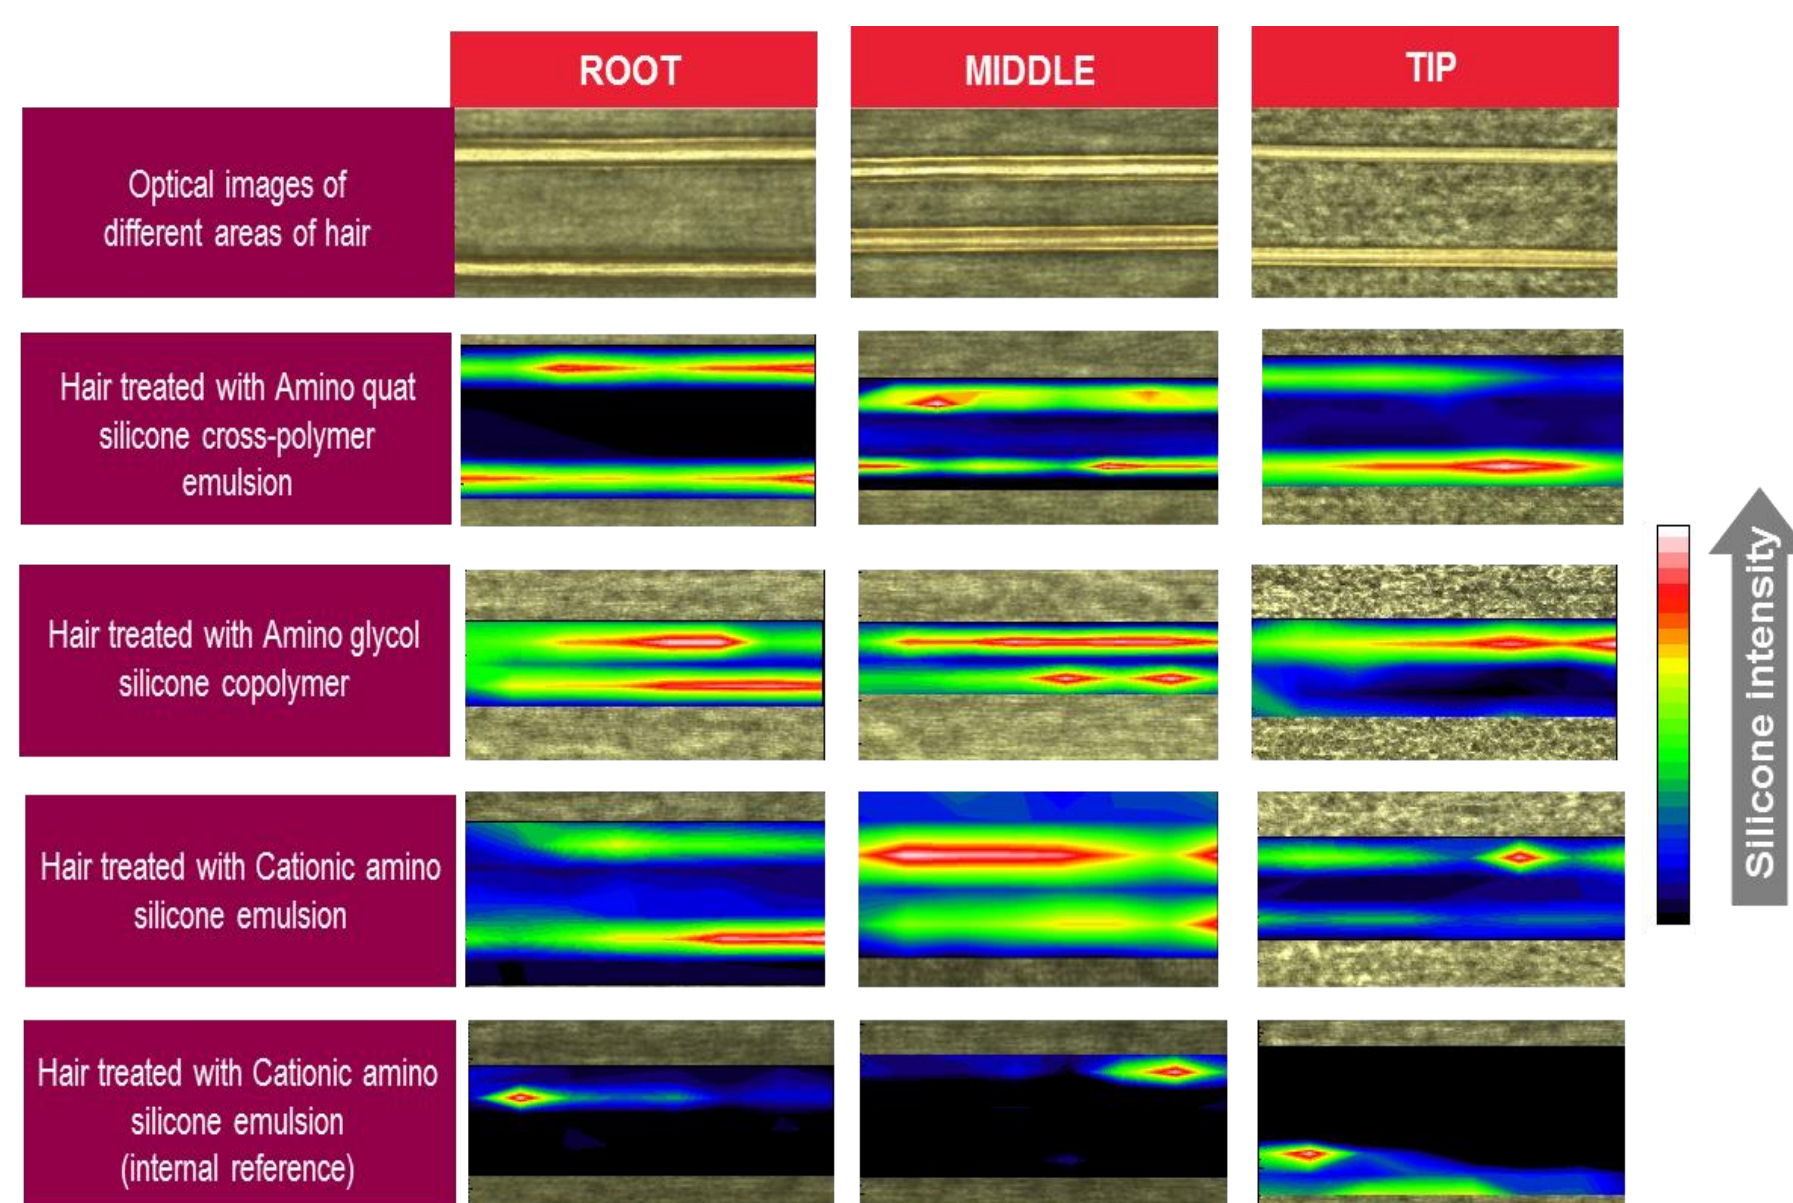 ROOT
MIDDLE
TIP
Optical images of
different areas of hair
Hair treated with Amino quat
silicone cross-polymer
emulsion
Hair treated with Amino glycol
silicone copolymer
Hair treated with Cationic amino
silicone emulsion
Hair treated with Cationic amino
silicone emulsion
(internal reference)
Silicone intensity